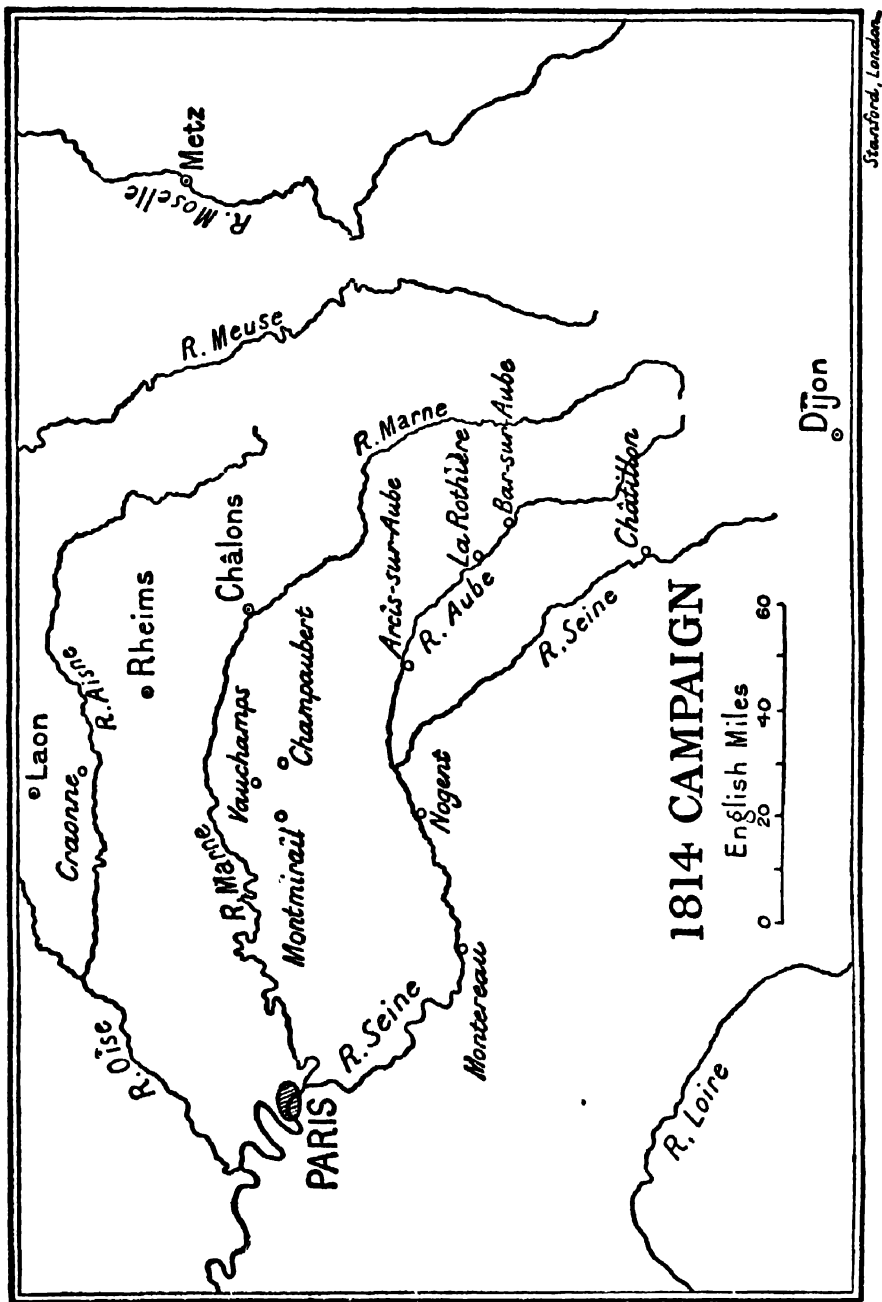 R. Moselle
Metz
R. Meuse
Laon
Craonne
R. Aisne
Rheims
R. Oise
Châlons
R. Marne
Vauchamps
Champaubert
Montmirail
R. Marne
PARIS
R. Seine
Arcis-sur-Aube
La Rothière
Bar-sur-Aube
R. Aube
Nogent
Montereau
R. Seine
Châtillon
Dijon
R. Loire
1814 CAMPAIGN
English Miles
0 20 40 60
Stanford, London